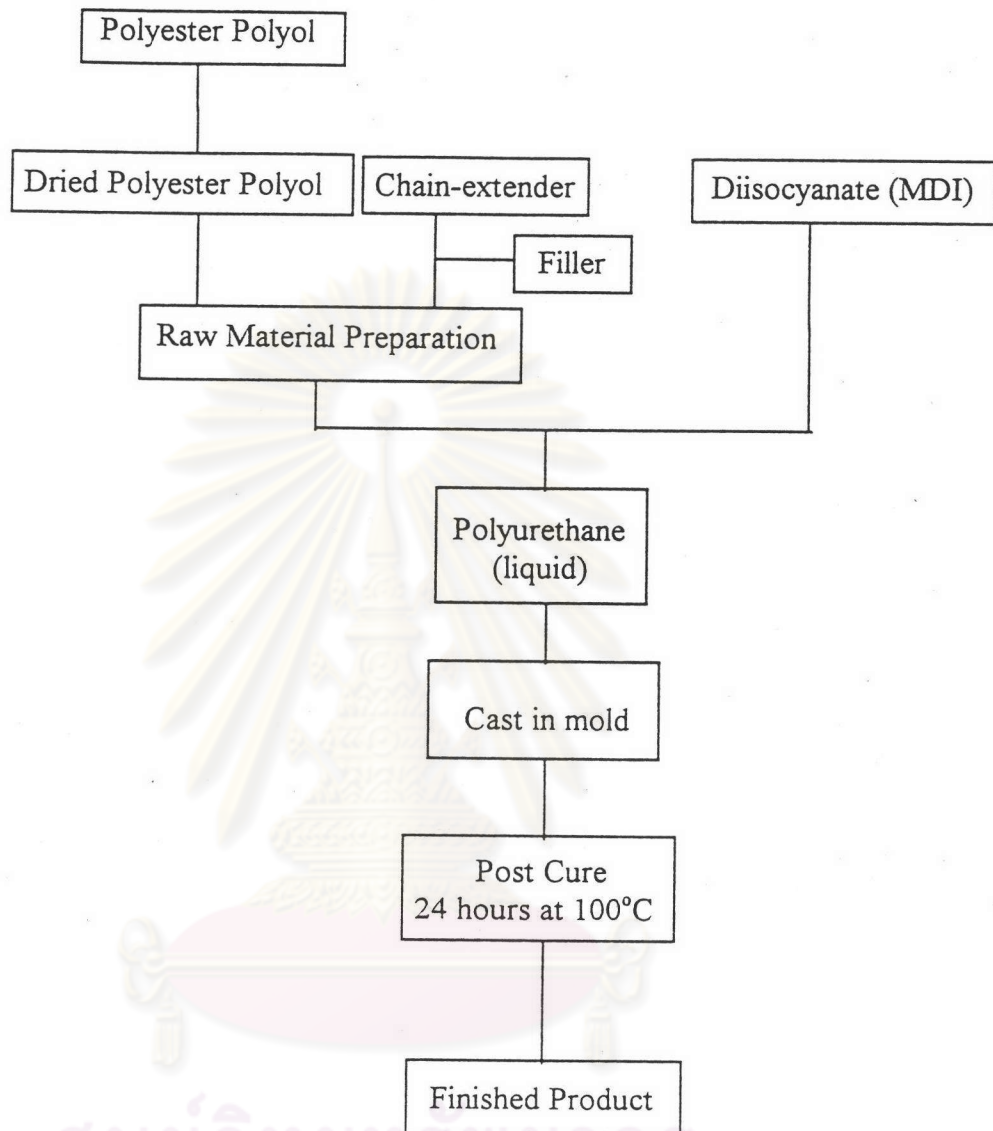 Polyester Polyol
Dried Polyester Polyol
Chain-extender
Diisocyanate (MDI)
Filler
Raw Material Preparation
Polyurethane
(liquid)
Cast in mold
Post Cure
24 hours at 100°C
Finished Product